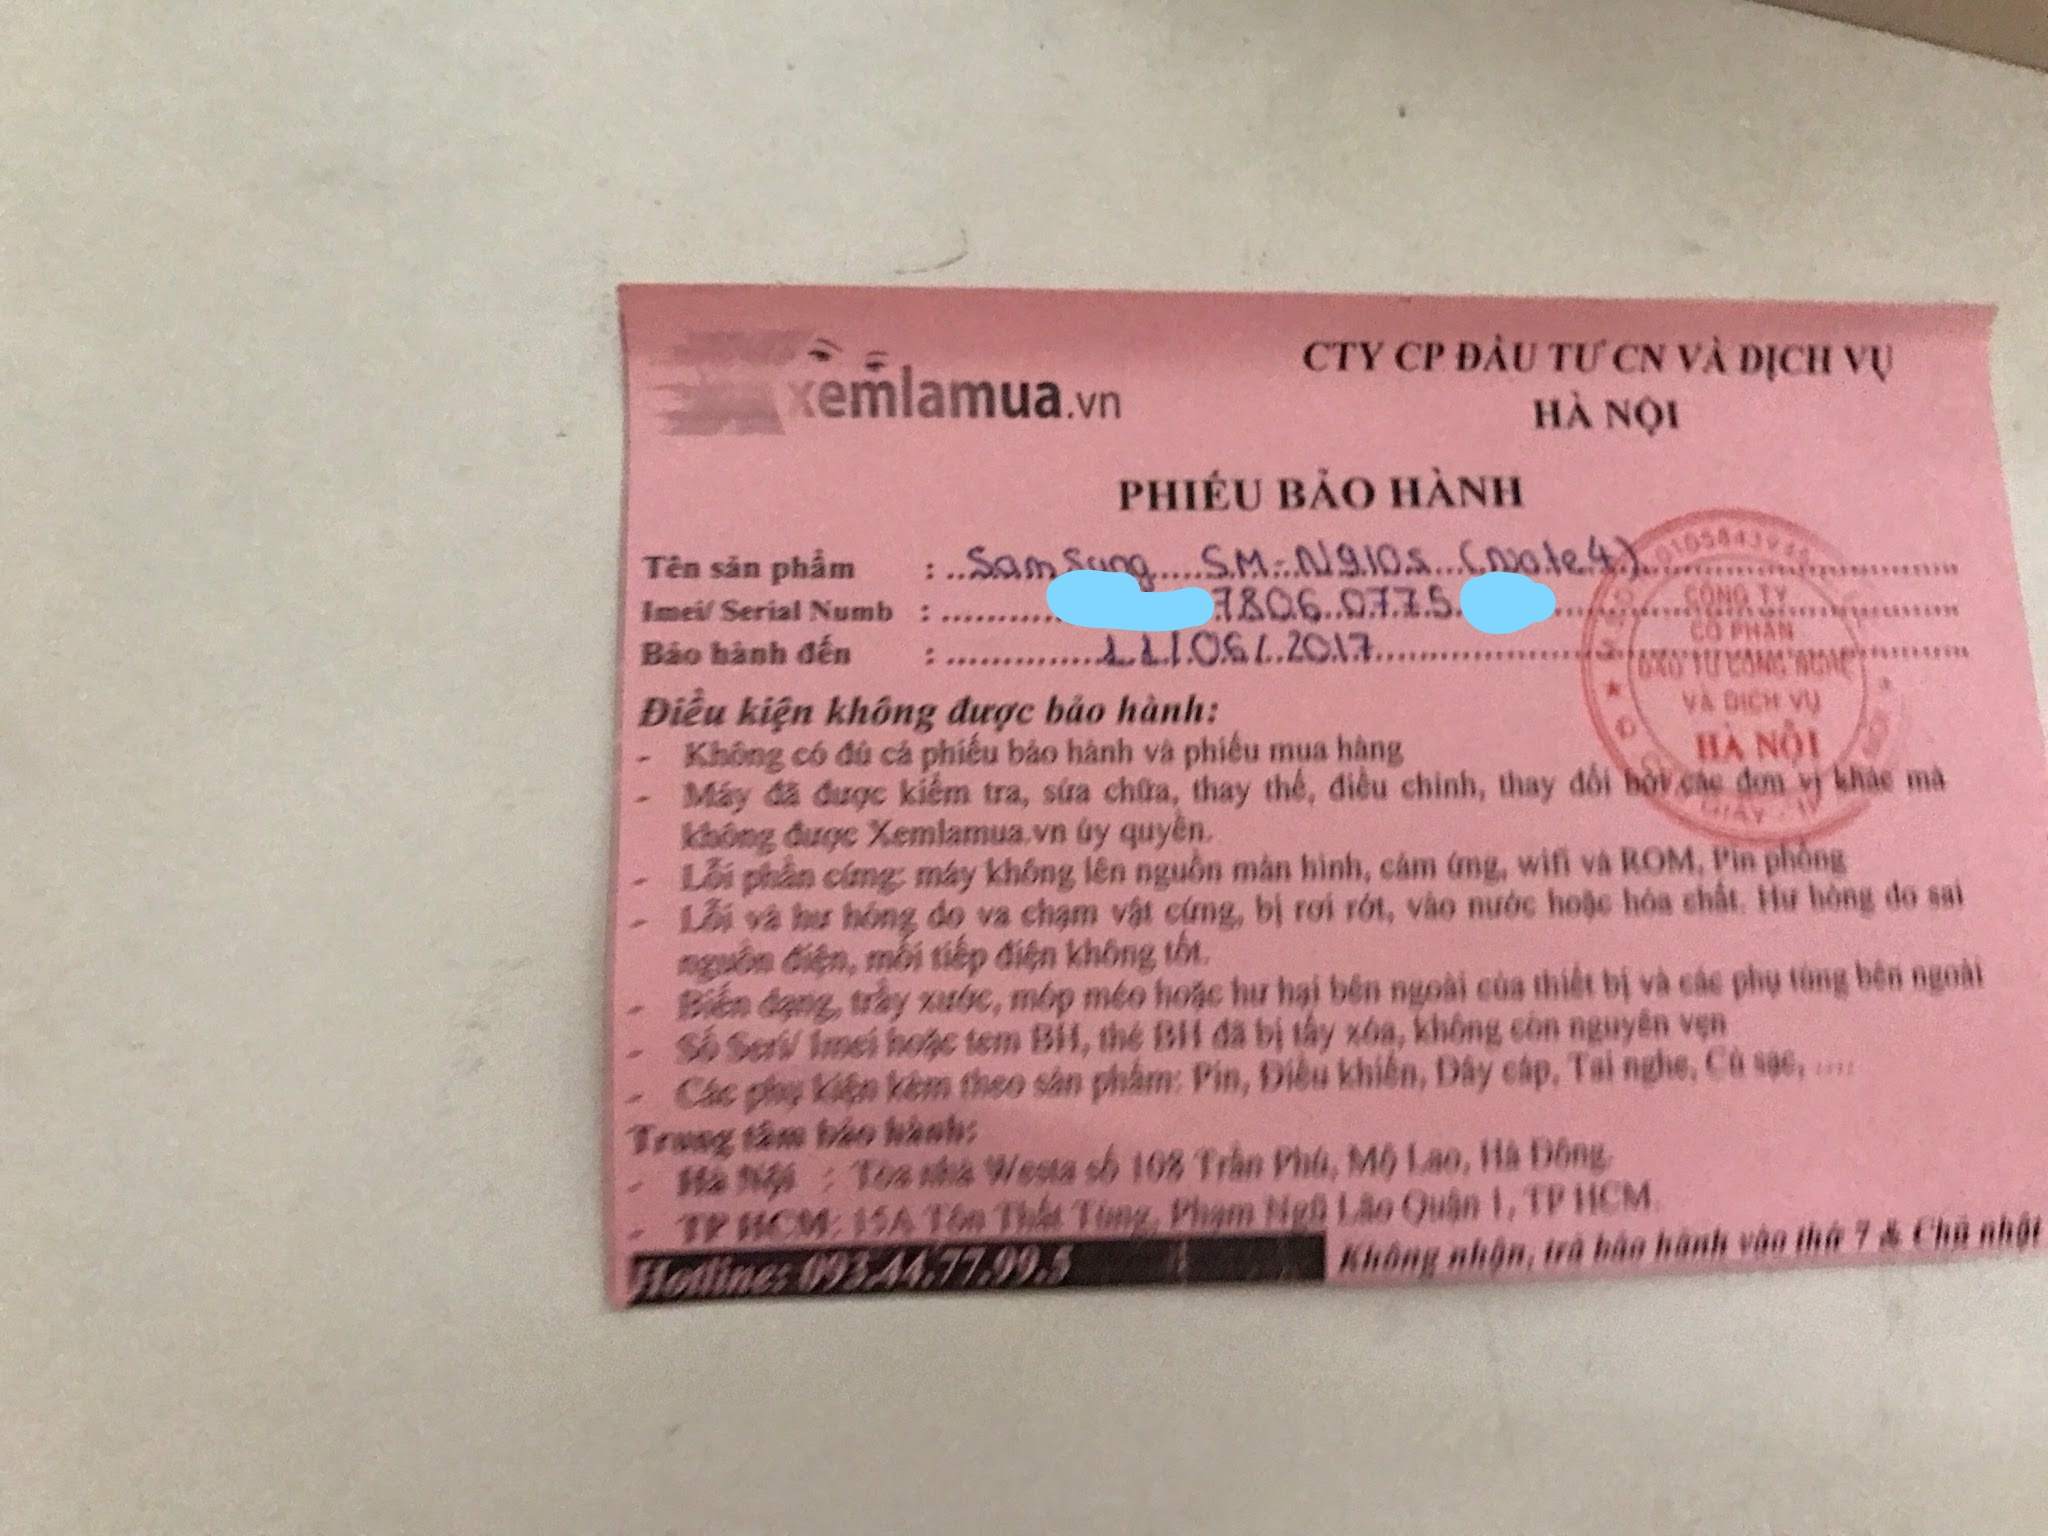 xemlamua.vn
CTY CP ĐẦU TƯ CN VÀ DỊCH VỤ
HÀ NỘI
PHIẾU BẢO HÀNH
Tên sản phẩm : SamSung SM-N910S (Note 4)
Imei/ Serial Numb : 7806 0775
Bảo hành đến : 11/06/2017
CÔNG TY
CỔ PHẦN
ĐẦU TƯ CÔNG NGHỆ
VÀ DỊCH VỤ
HÀ NỘI
Điều kiện không được bảo hành:
- Không có đủ cả phiếu bảo hành và phiếu mua hàng
- Máy đã được kiểm tra, sửa chữa, thay thế, điều chỉnh, thay đổi bởi các đơn vị khác mà
không được Xemlamua.vn ủy quyền.
- Lỗi phần cứng: máy không lên nguồn màn hình, cảm ứng, wifi và ROM, Pin phồng
- Lỗi và hư hỏng do va chạm vật cứng, bị rơi rớt, vào nước hoặc hóa chất. Hư hỏng do sai
nguồn điện, mối tiếp điện không tốt.
- Biến dạng, trầy xước, móp méo hoặc hư hại bên ngoài của thiết bị và các phụ tùng bên ngoài
- Số Seri/ Imei hoặc tem BH, thẻ BH đã bị tẩy xóa, không còn nguyên vẹn
- Các phụ kiện kèm theo sản phẩm: Pin, Điều khiển, Dây cáp, Tai nghe, Củ sạc, ....
Trung tâm bảo hành:
- Hà Nội : Tòa nhà Westa số 108 Trần Phú, Mộ Lao, Hà Đông.
- TP HCM: 15A Tôn Thất Tùng, Phạm Ngũ Lão Quận 1, TP HCM.
Hotline: 093.44.77.99.5
Không nhận, trả bảo hành vào thứ 7 & Chủ nhật